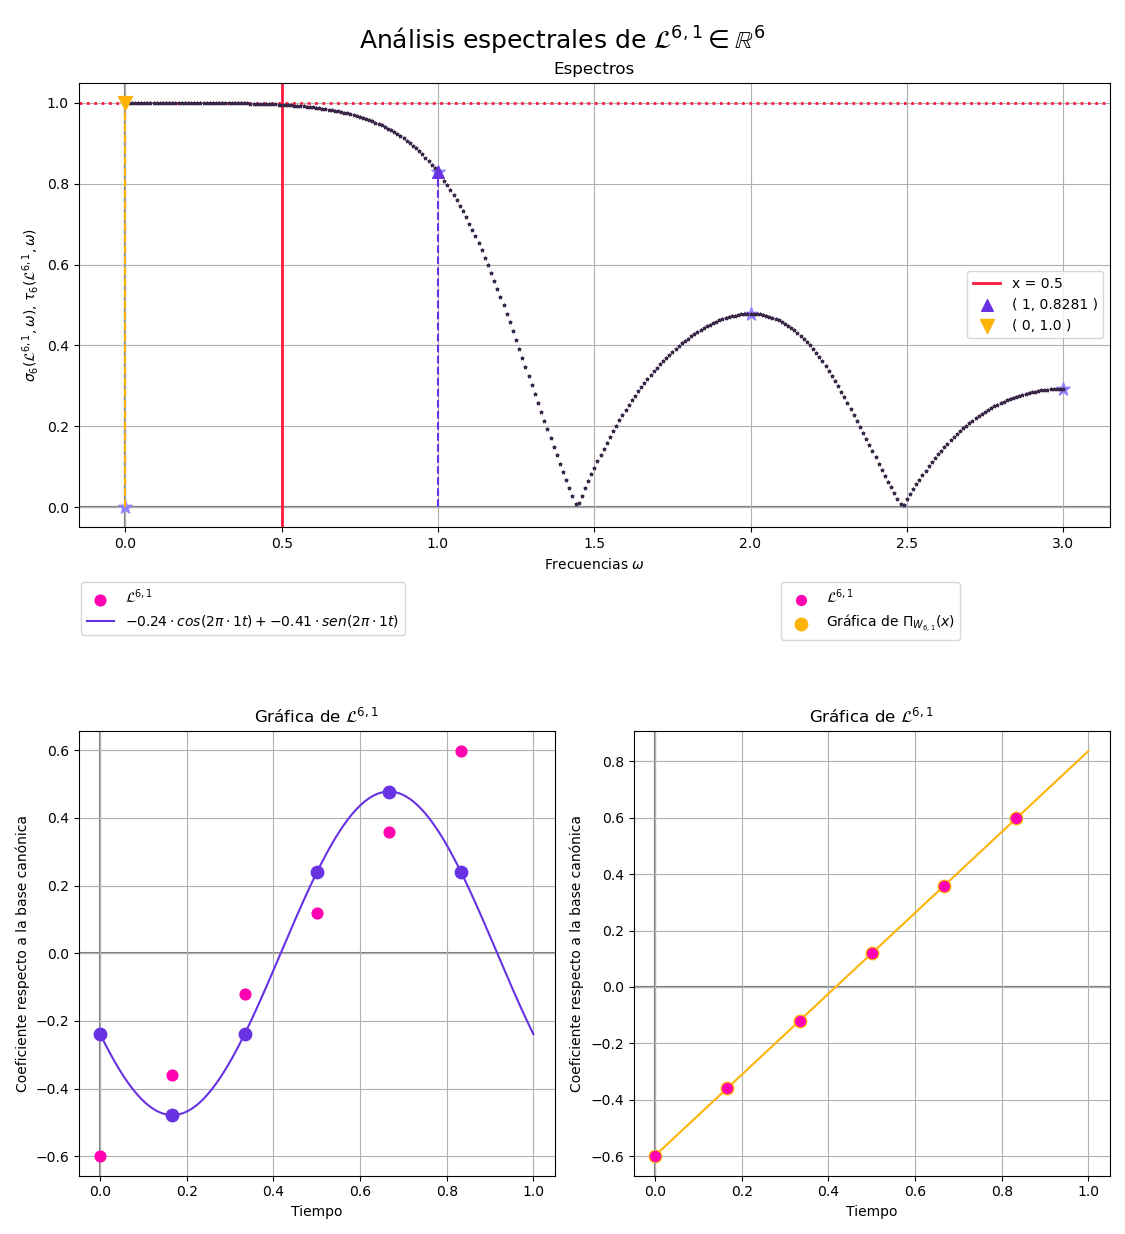 Análisis espectrales de 𝓛^{6,1} ∈ ℝ^6
Espectros
σ_6(𝓛^{6,1}, ω), τ_6(𝓛^{6,1}, ω)
1.0
0.8
0.6
0.4
0.2
0.0
x = 0.5
( 1, 0.8281 )
( 0, 1.0 )
0.0 0.5 1.0 1.5 2.0 2.5 3.0
Frecuencias ω
𝓛^{6,1}
−0.24 · cos(2π · 1t) + −0.41 · sen(2π · 1t)
𝓛^{6,1}
Gráfica de Π_{W_{6,1}}(x)
Gráfica de 𝓛^{6,1}
Coeficiente respecto a la base canónica
0.6
0.4
0.2
0.0
−0.2
−0.4
−0.6
0.0 0.2 0.4 0.6 0.8 1.0
Tiempo
Gráfica de 𝓛^{6,1}
Coeficiente respecto a la base canónica
0.8
0.6
0.4
0.2
0.0
−0.2
−0.4
−0.6
0.0 0.2 0.4 0.6 0.8 1.0
Tiempo